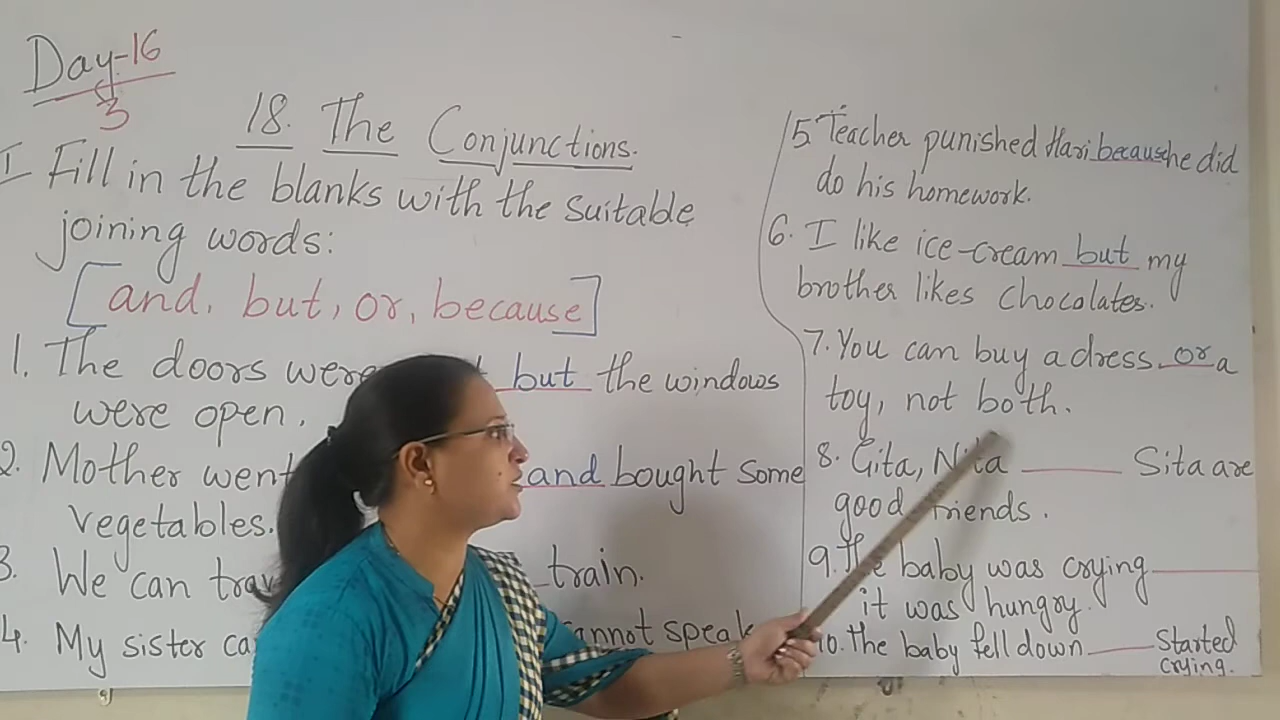 Day-16
3
18. The Conjunctions.
I Fill in the blanks with the suitable
joining words:
[and, but, or, because]
1. The doors were but the windows
were open.
2. Mother went and bought some
vegetables.
3. We can train.
4. My sister cannot speak
5. Teacher punished Hari because he did
do his homework.
6. I like ice-cream but my
brother likes chocolates.
7. You can buy a dress or a
toy, not both.
8. Gita, Nita ____ Sita are
good friends.
9. The baby was crying ____
it was hungry.
10. The baby fell down ____ Started
crying.